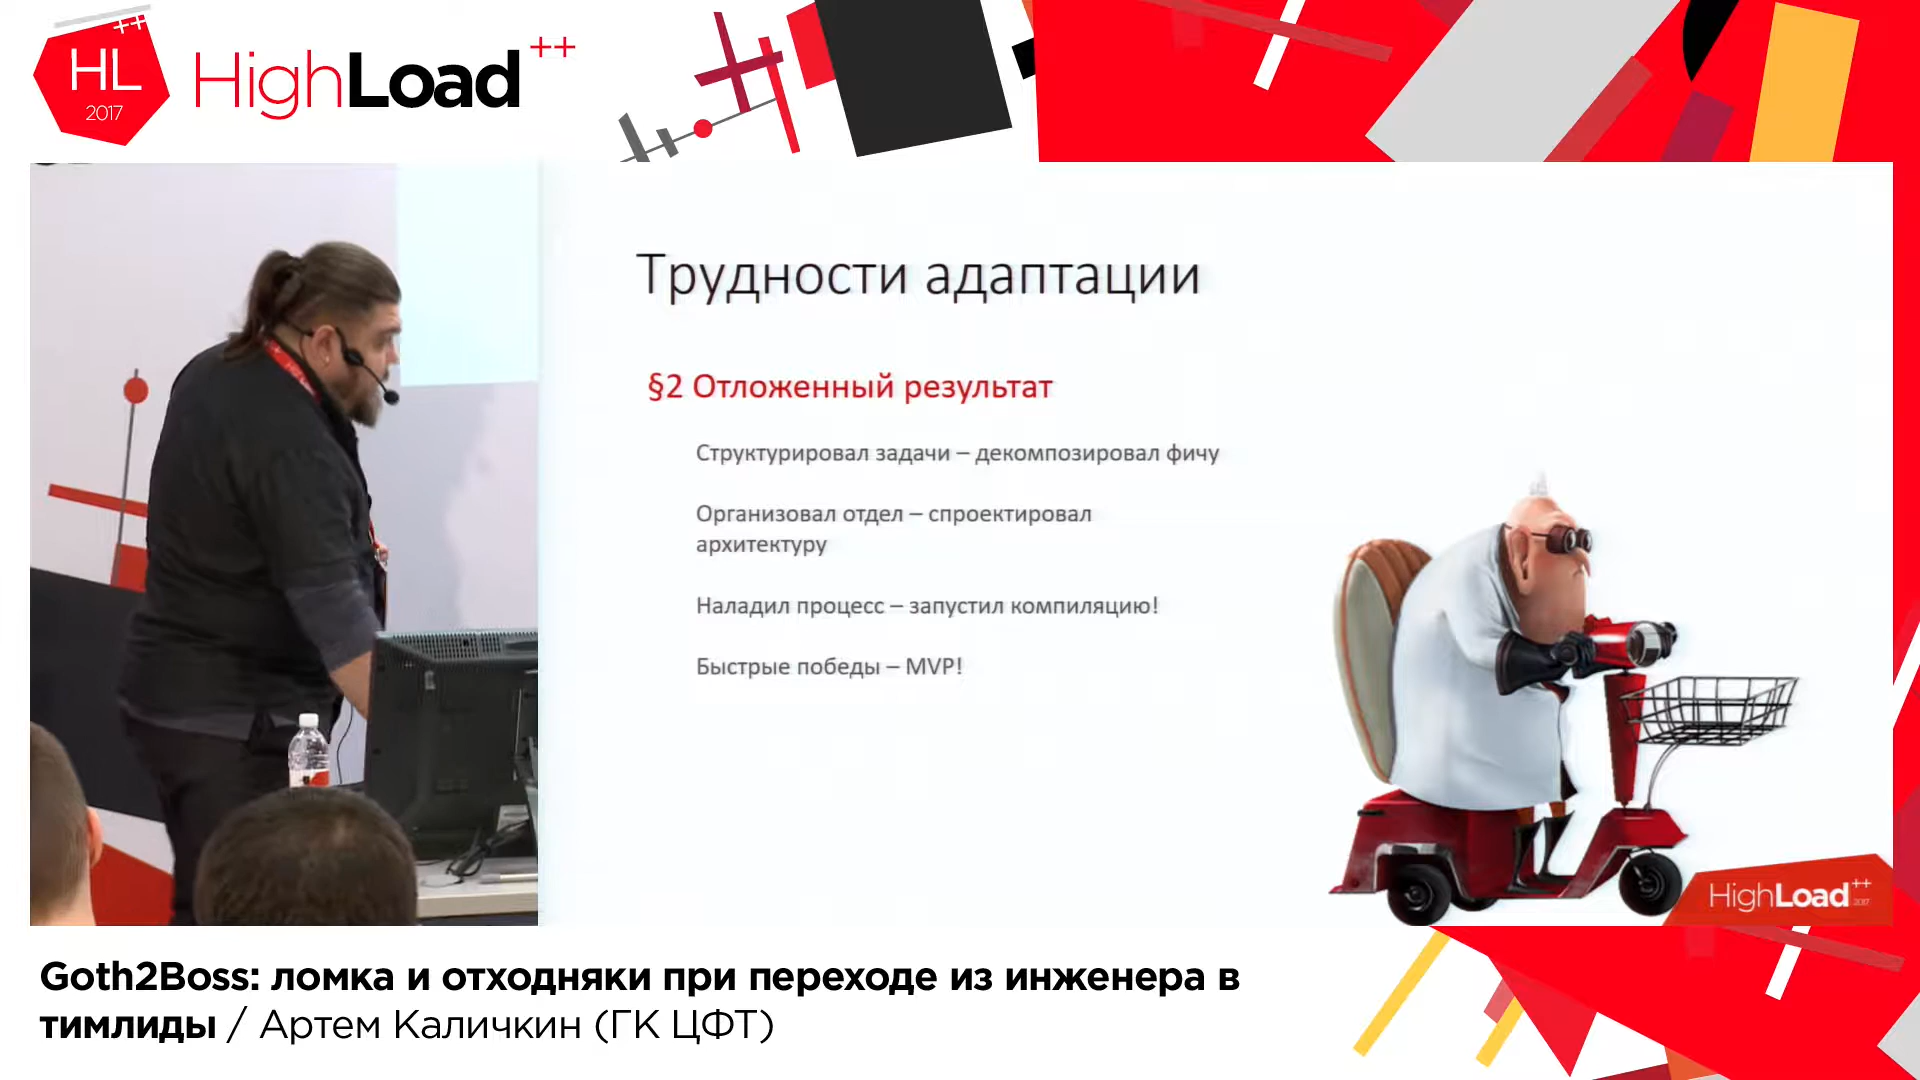 ++
HL
2017
HighLoad++
Трудности адаптации
§2 Отложенный результат
Структурировал задачи – декомпозировал фичу
Организовал отдел – спроектировал
архитектуру
Наладил процесс – запустил компиляцию!
Быстрые победы – MVP!
HighLoad++
2017
Goth2Boss: ломка и отходняки при переходе из инженера в
тимлиды / Артем Каличкин (ГК ЦФТ)